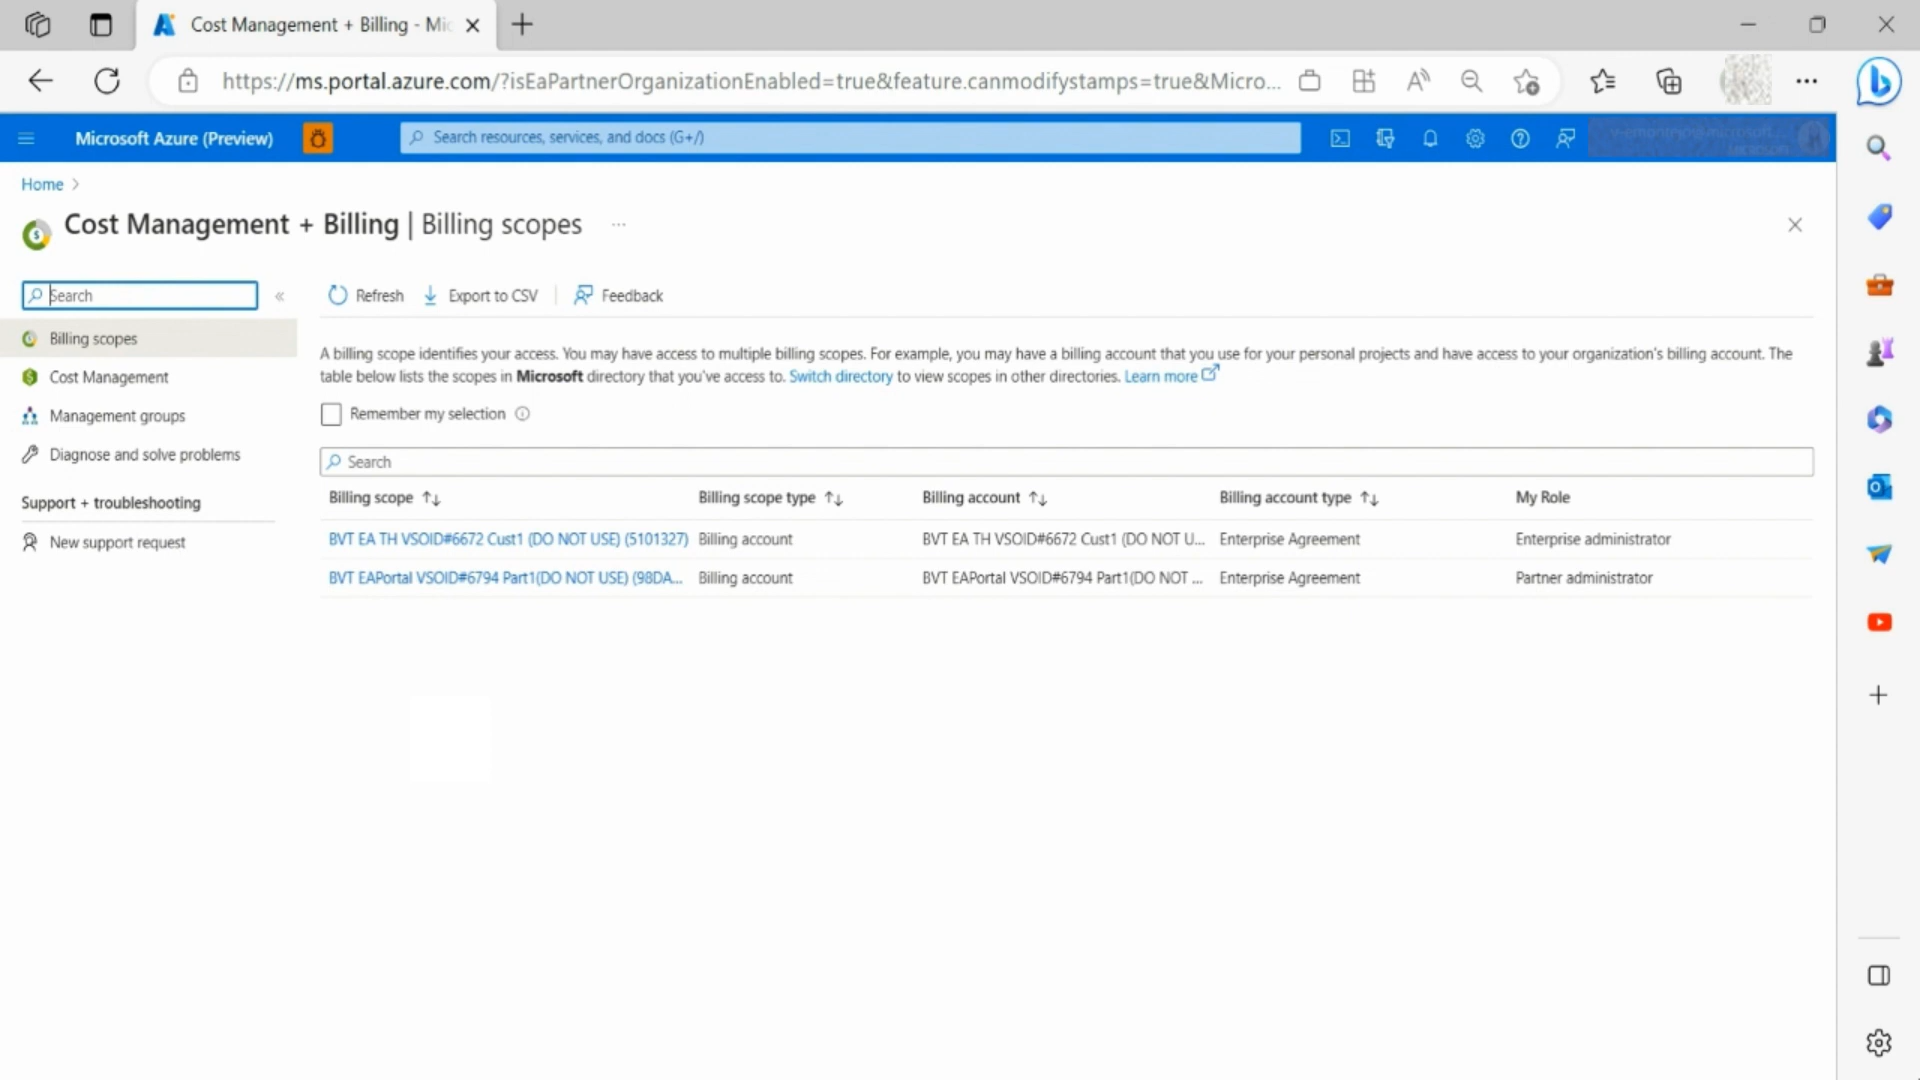 Cost Management + Billing - Mic
https://ms.portal.azure.com/?isEaPartnerOrganizationEnabled=true&feature.canmodifystamps=true&Micro...
Microsoft Azure (Preview)
Search resources, services, and docs (G+/)
Home
Cost Management + Billing | Billing scopes
...
Search
Refresh
Export to CSV
Feedback
Billing scopes
Cost Management
Management groups
Diagnose and solve problems
Support + troubleshooting
New support request
A billing scope identifies your access. You may have access to multiple billing scopes. For example, you may have a billing account that you use for your personal projects and have access to your organization's billing account. The
table below lists the scopes in Microsoft directory that you've access to. Switch directory to view scopes in other directories. Learn more
Remember my selection
Search
Billing scope Billing scope type Billing account Billing account type My Role
BVT EA TH VSOID#6672 Cust1 (DO NOT USE) (5101327) Billing account BVT EA TH VSOID#6672 Cust1 (DO NOT U... Enterprise Agreement Enterprise administrator
BVT EAPortal VSOID#6794 Part1(DO NOT USE) (98DA... Billing account BVT EAPortal VSOID#6794 Part1(DO NOT ... Enterprise Agreement Partner administrator